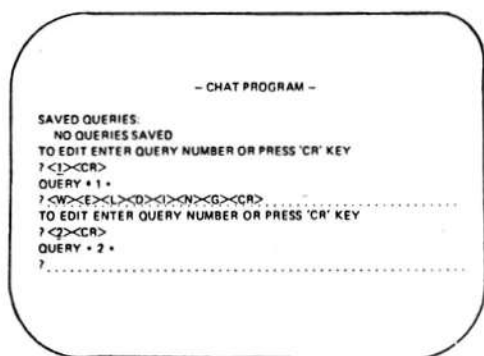 – CHAT PROGRAM –
SAVED QUERIES:
NO QUERIES SAVED
TO EDIT ENTER QUERY NUMBER OR PRESS 'CR' KEY
? <1><CR>
QUERY * 1 *
? <W><E><L><D><I><N><G><CR>
TO EDIT ENTER QUERY NUMBER OR PRESS 'CR' KEY
? <2><CR>
QUERY * 2 *
?